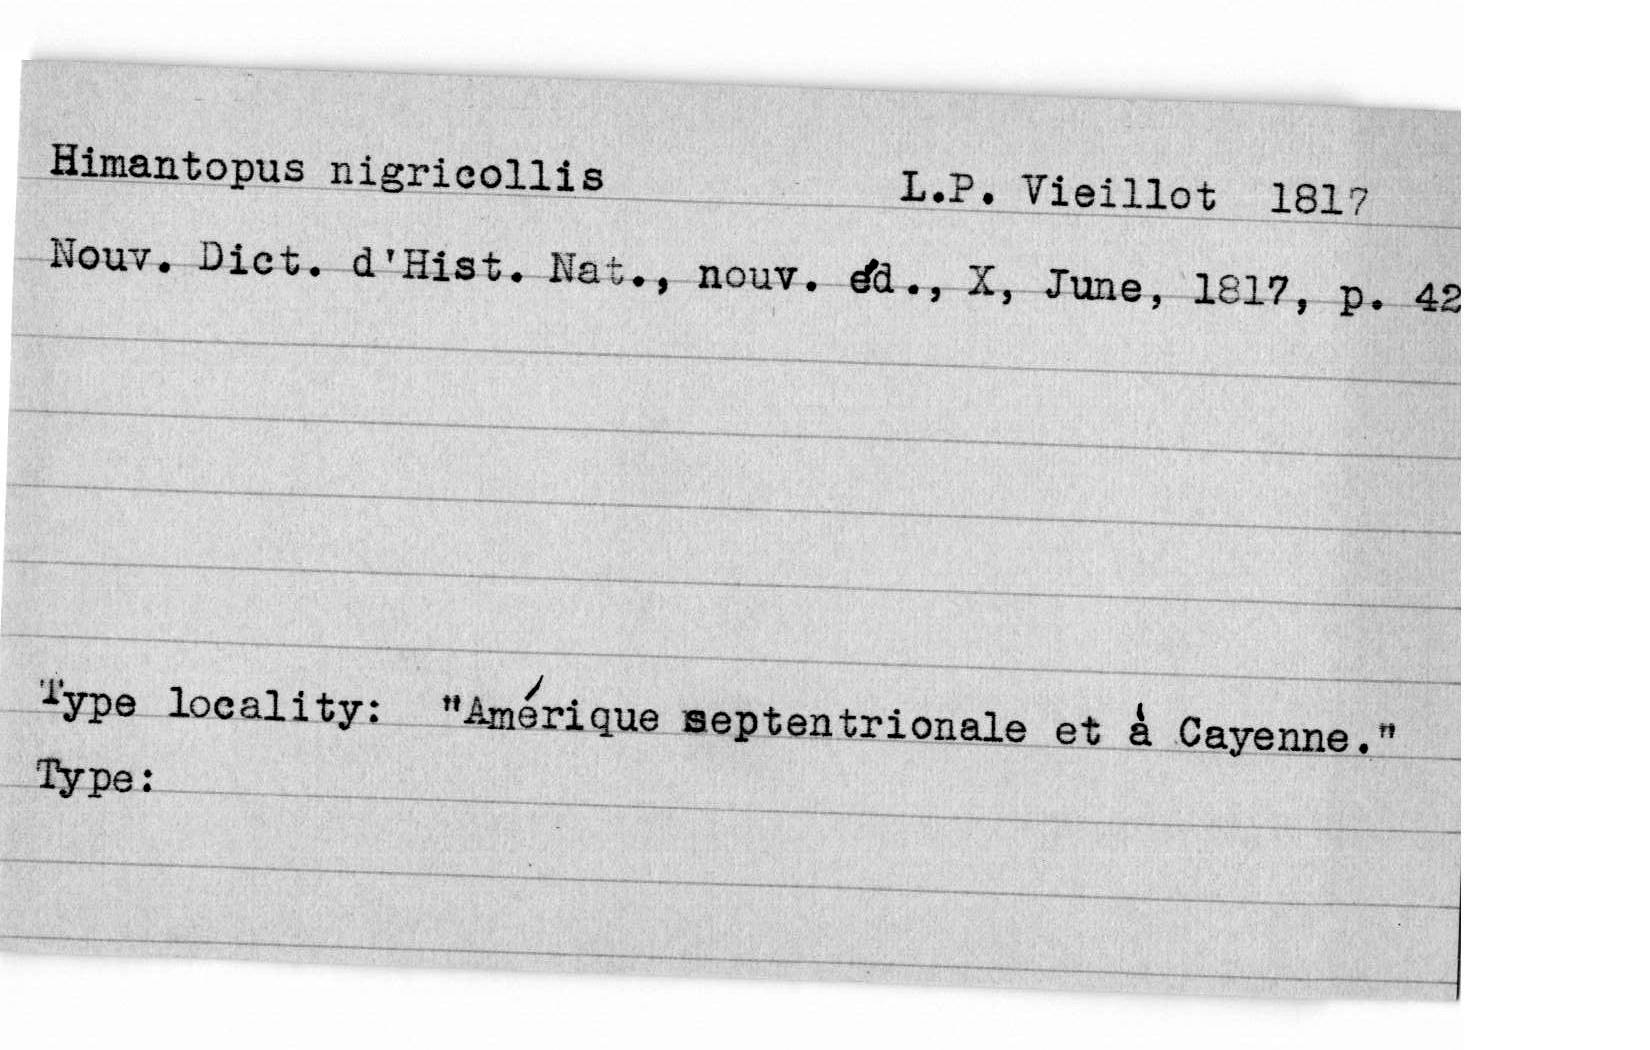 Himantopus nigricollis L.P. Vieillot 1817
Nouv. Dict. d'Hist. Nat., nouv. éd., X, June, 1817, p. 42
Type locality: "Amérique septentrionale et à Cayenne."
Type: